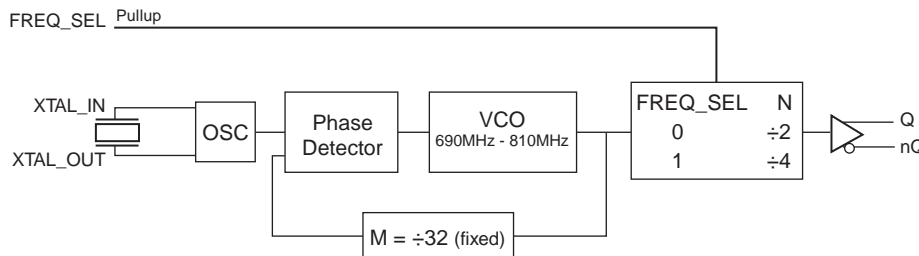 FREQ_SEL Pullup
XTAL_IN
XTAL_OUT
OSC
Phase
Detector
VCO
690MHz - 810MHz
FREQ_SEL N
0 ÷2
1 ÷4
Q
nQ
M = ÷32 (fixed)